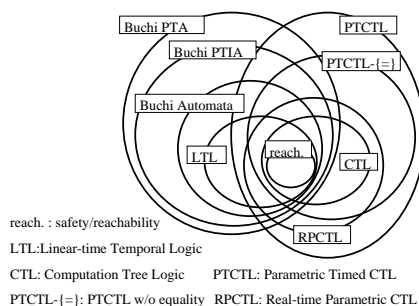 Buchi PTA
PTCTL
Buchi PTIA
PTCTL-{=}
Buchi Automata
reach.
LTL
CTL
RPCTL
reach. : safety/reachability
LTL:Linear-time Temporal Logic
CTL: Computation Tree Logic PTCTL: Parametric Timed CTL
PTCTL-{=}: PTCTL w/o equality RPCTL: Real-time Parametric CTL